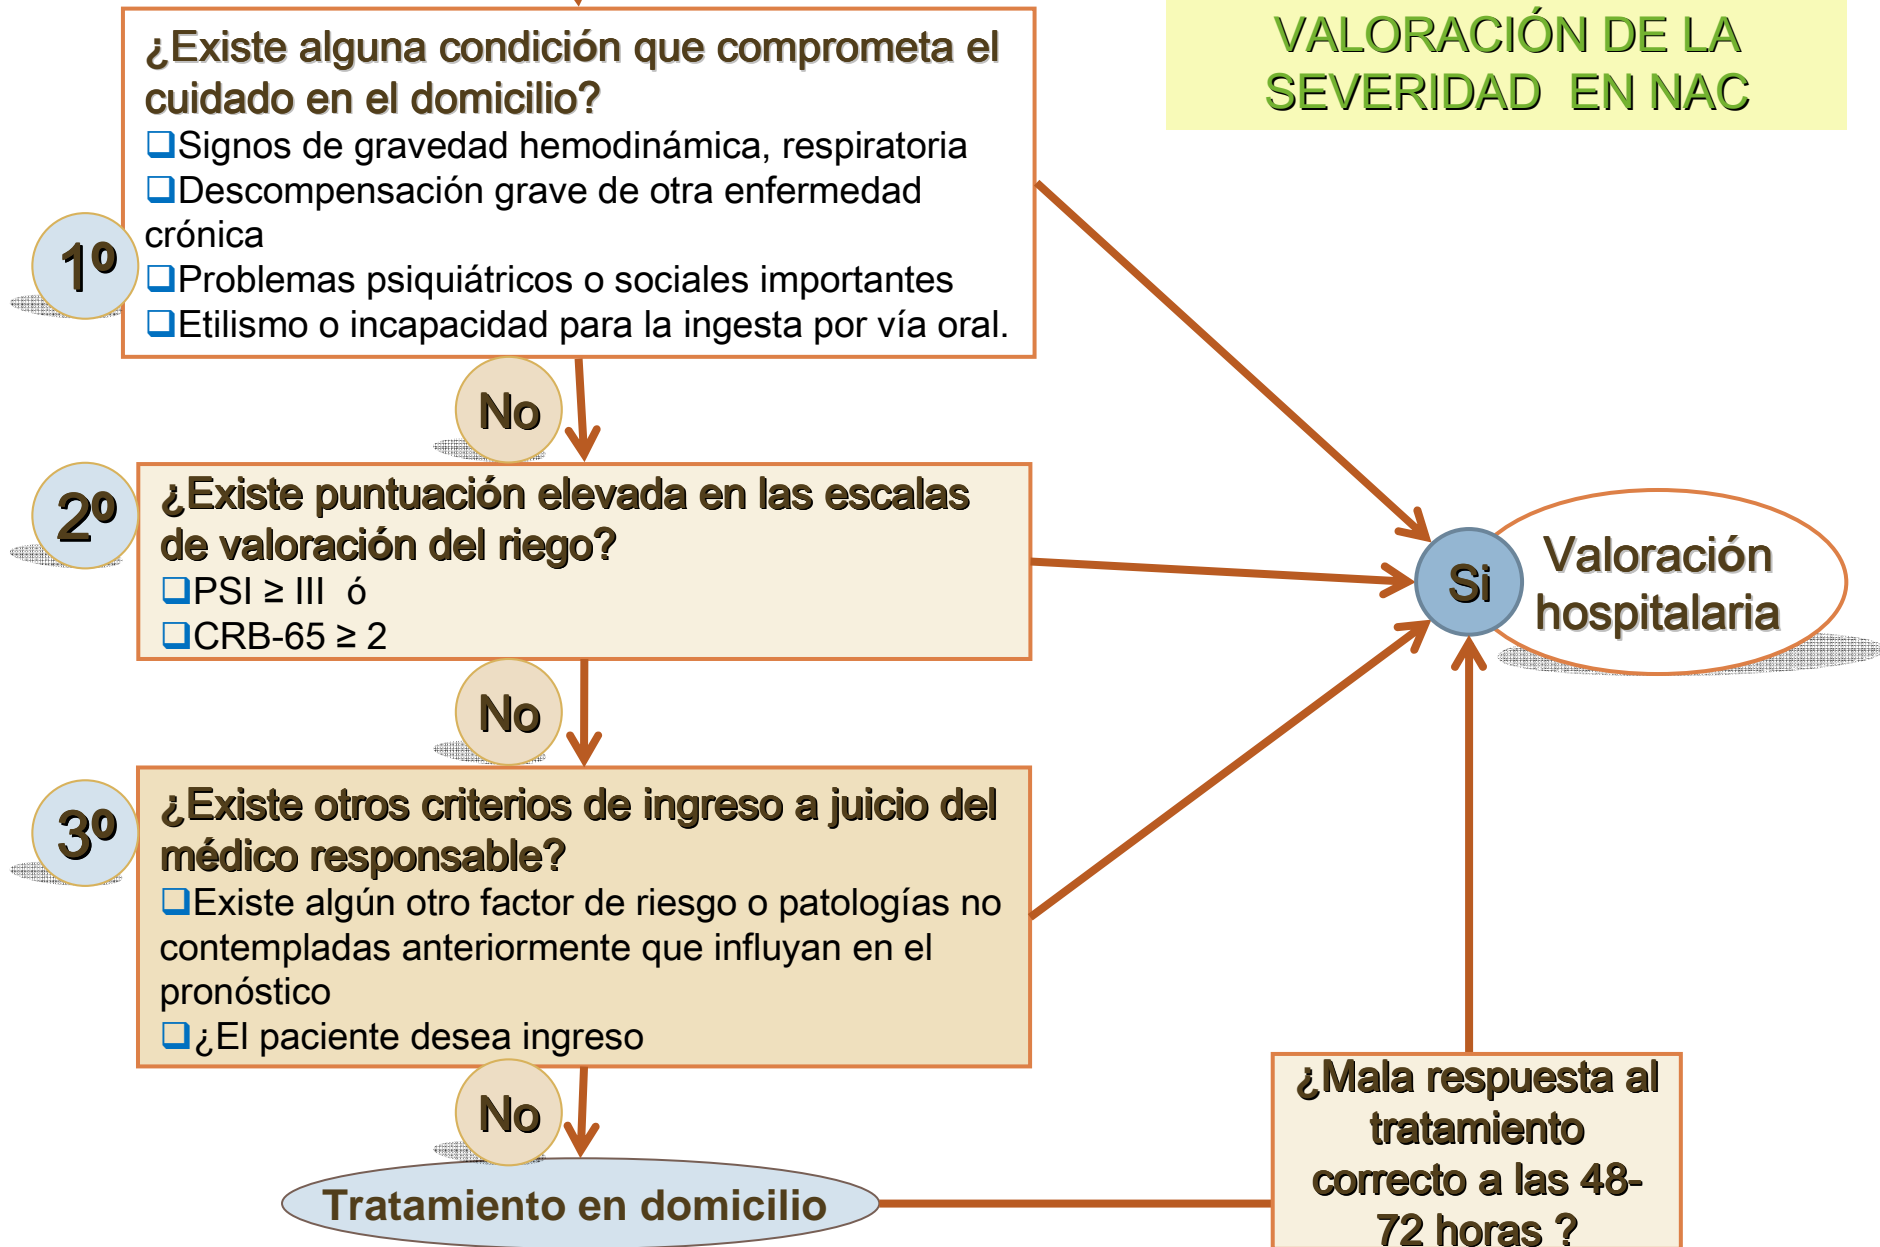 VALORACIÓN DE LA
SEVERIDAD EN NAC
1º
¿Existe alguna condición que comprometa el
cuidado en el domicilio?
Signos de gravedad hemodinámica, respiratoria
Descompensación grave de otra enfermedad
crónica
Problemas psiquiátricos o sociales importantes
Etilismo o incapacidad para la ingesta por vía oral.
No
2º
¿Existe puntuación elevada en las escalas
de valoración del riego?
PSI ≥ III ó
CRB-65 ≥ 2
Si
Valoración
hospitalaria
No
3º
¿Existe otros criterios de ingreso a juicio del
médico responsable?
Existe algún otro factor de riesgo o patologías no
contempladas anteriormente que influyan en el
pronóstico
¿El paciente desea ingreso
No
Tratamiento en domicilio
¿Mala respuesta al
tratamiento
correcto a las 48-
72 horas ?